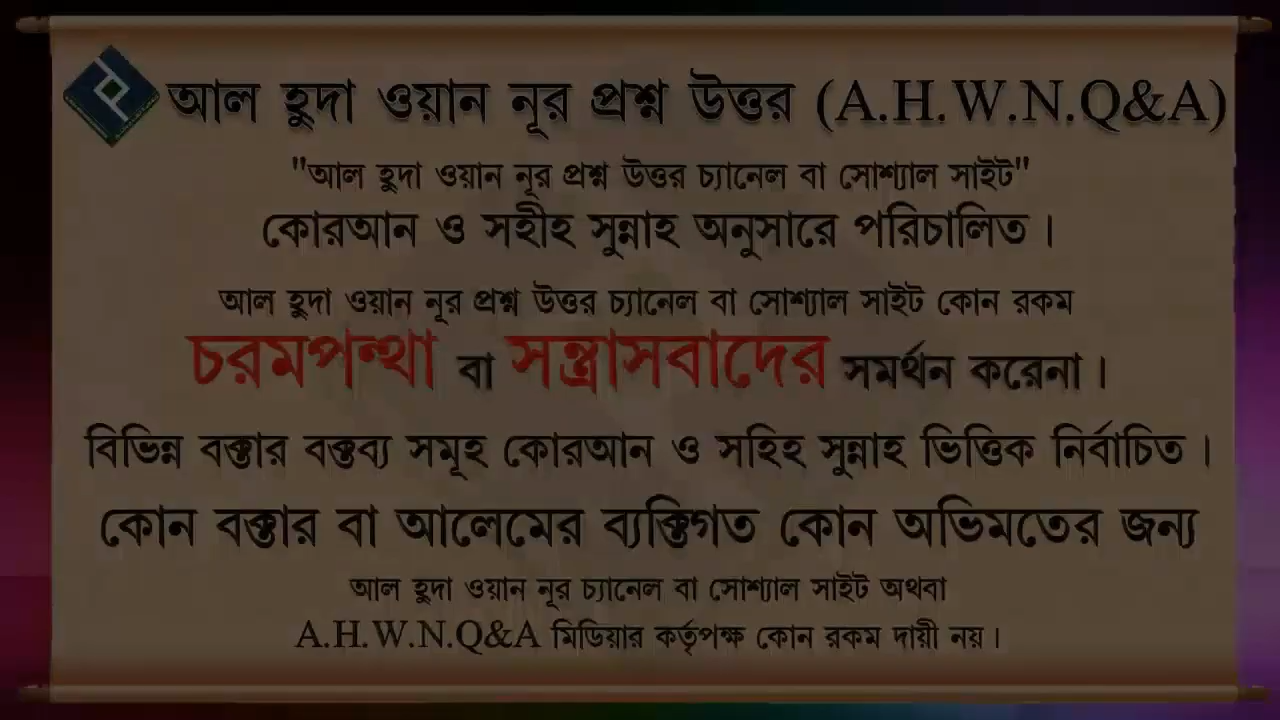 আল হুদা ওয়ান নূর প্রশ্ন উত্তর (A.H.W.N.Q&A)
"আল হুদা ওয়ান নূর প্রশ্ন উত্তর চ্যানেল বা সোশ্যাল সাইট"
কোরআন ও সহীহ সুন্নাহ অনুসারে পরিচালিত।
আল হুদা ওয়ান নূর প্রশ্ন উত্তর চ্যানেল বা সোশ্যাল সাইট কোন রকম
চরমপন্থা বা সন্ত্রাসবাদের সমর্থন করেনা।
বিভিন্ন বক্তার বক্তব্য সমূহ কোরআন ও সহিহ সুন্নাহ ভিত্তিক নির্বাচিত।
কোন বক্তার বা আলেমের ব্যক্তিগত কোন অভিমতের জন্য
আল হুদা ওয়ান নূর চ্যানেল বা সোশ্যাল সাইট অথবা
A.H.W.N.Q&A মিডিয়ার কর্তৃপক্ষ কোন রকম দায়ী নয়।